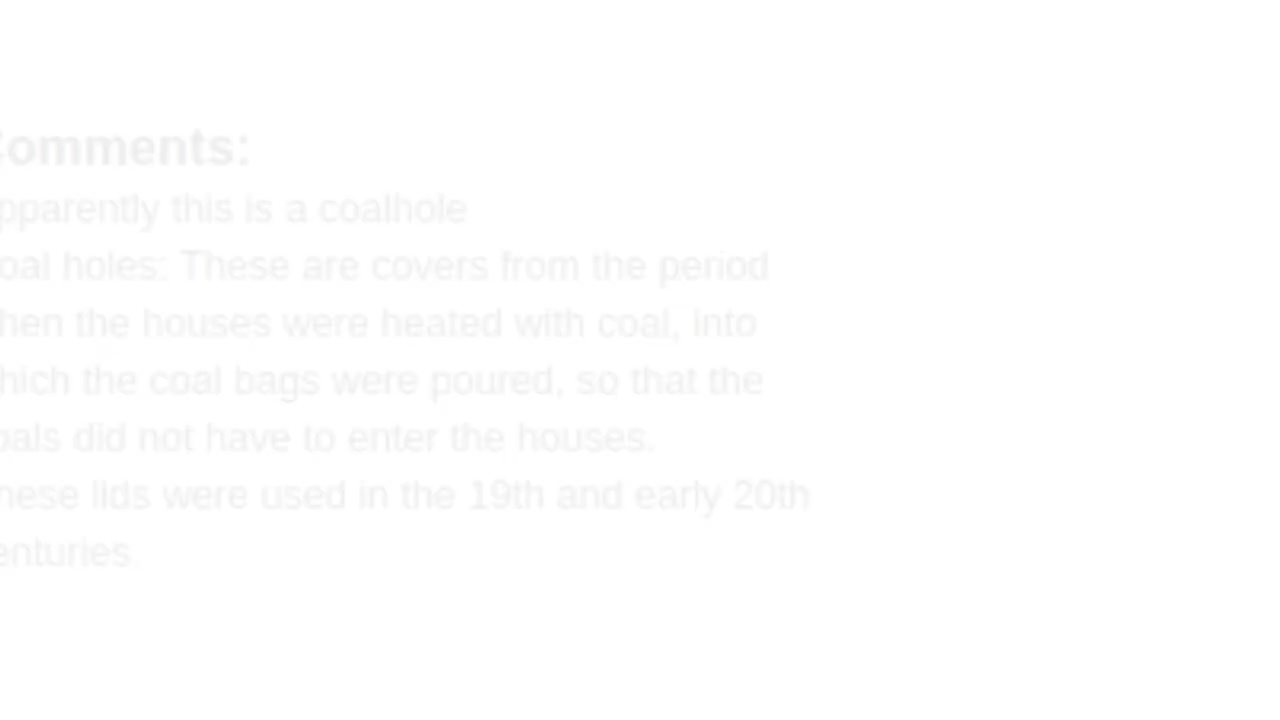 Comments:
pparently this is a coalhole
oal holes: These are covers from the period
hen the houses were heated with coal, into
hich the coal bags were poured, so that the
oals did not have to enter the houses.
hese lids were used in the 19th and early 20th
enturies.